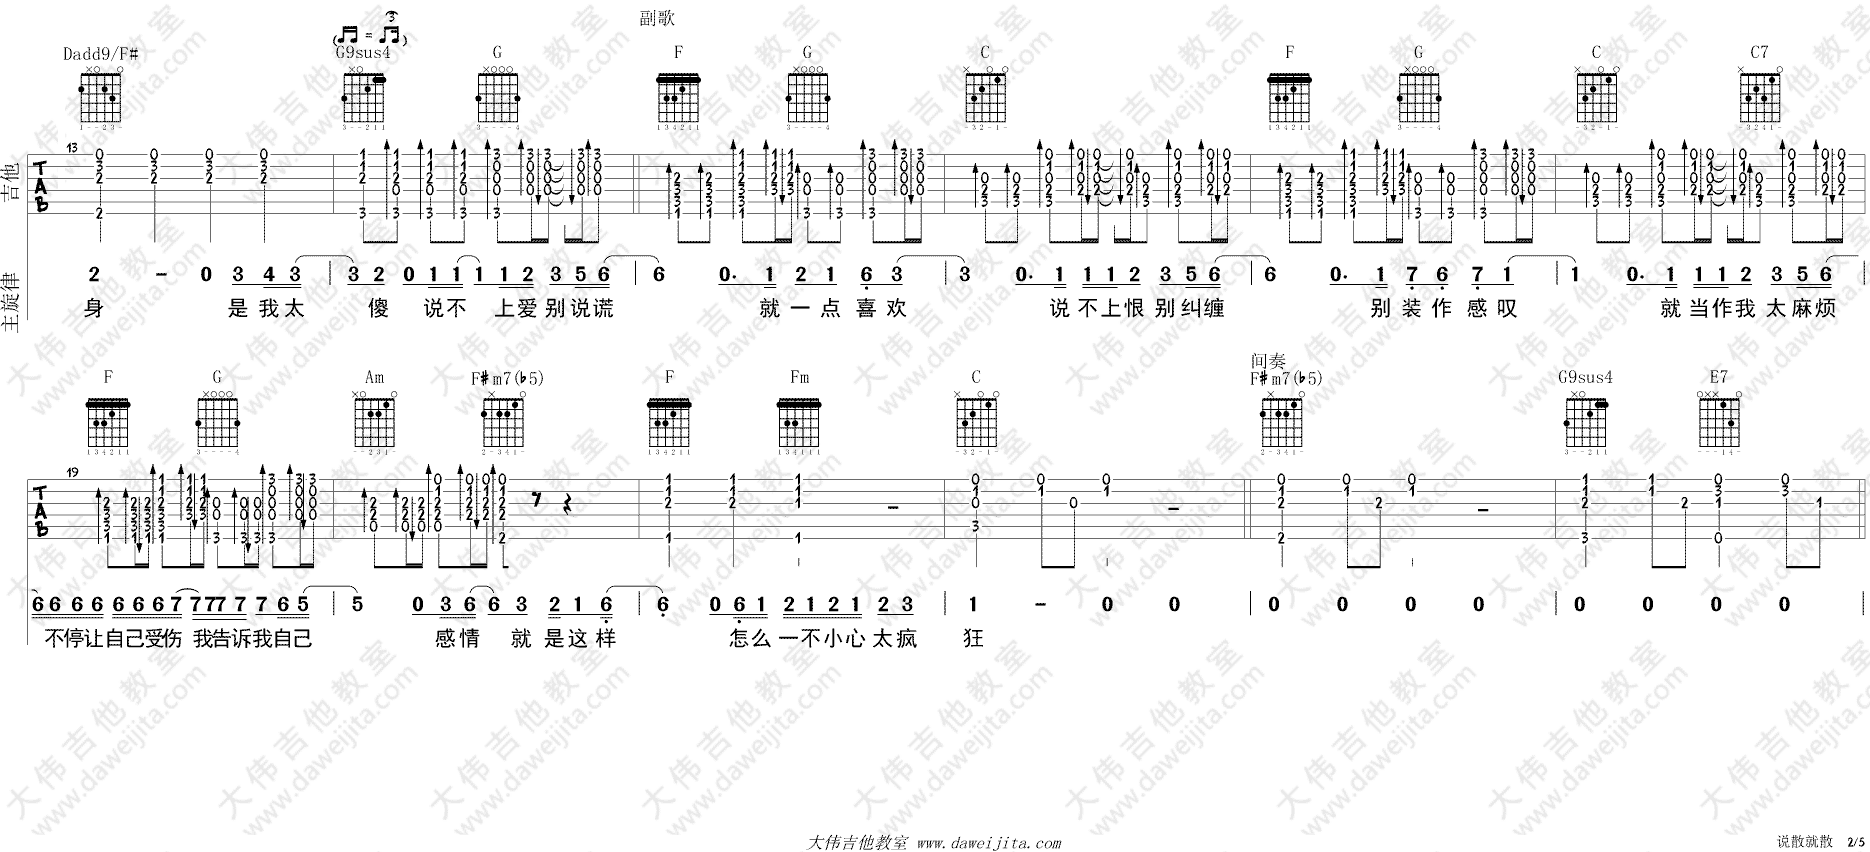 副歌
3
( = )
Dadd9/F# G9sus4 G F G C F G C C7
吉他 TAB 13
主旋律 2 - 0 3 4 3 | 3 2 0 1 1 1 1 2 3 5 6 | 6 0. 1 2 1 6 3 | 3 0. 1 1 1 2 3 5 6 | 6 0. 1 7 6 7 1 | 1 0. 1 1 1 2 3 5 6 |
身 是我太 傻 说不 上爱别说谎 就一点喜欢 说不上恨别纠缠 别装作感叹 就当作我太麻烦
间奏
F G Am F#m7(b5) F Fm C F#m7(b5) G9sus4 E7
TAB 19
6 6 6 6 6 6 6 7 7 7 7 7 7 6 5 | 5 0 3 6 6 3 2 1 6 | 6 0 6 1 2 1 2 1 2 3 | 1 - 0 0 | 0 0 0 0 | 0 0 0 0 |
不停让自己受伤 我告诉我自己 感情 就是这样 怎么一不小心太疯 狂
大伟吉他教室 www.daweijita.com
说散就散 2/5